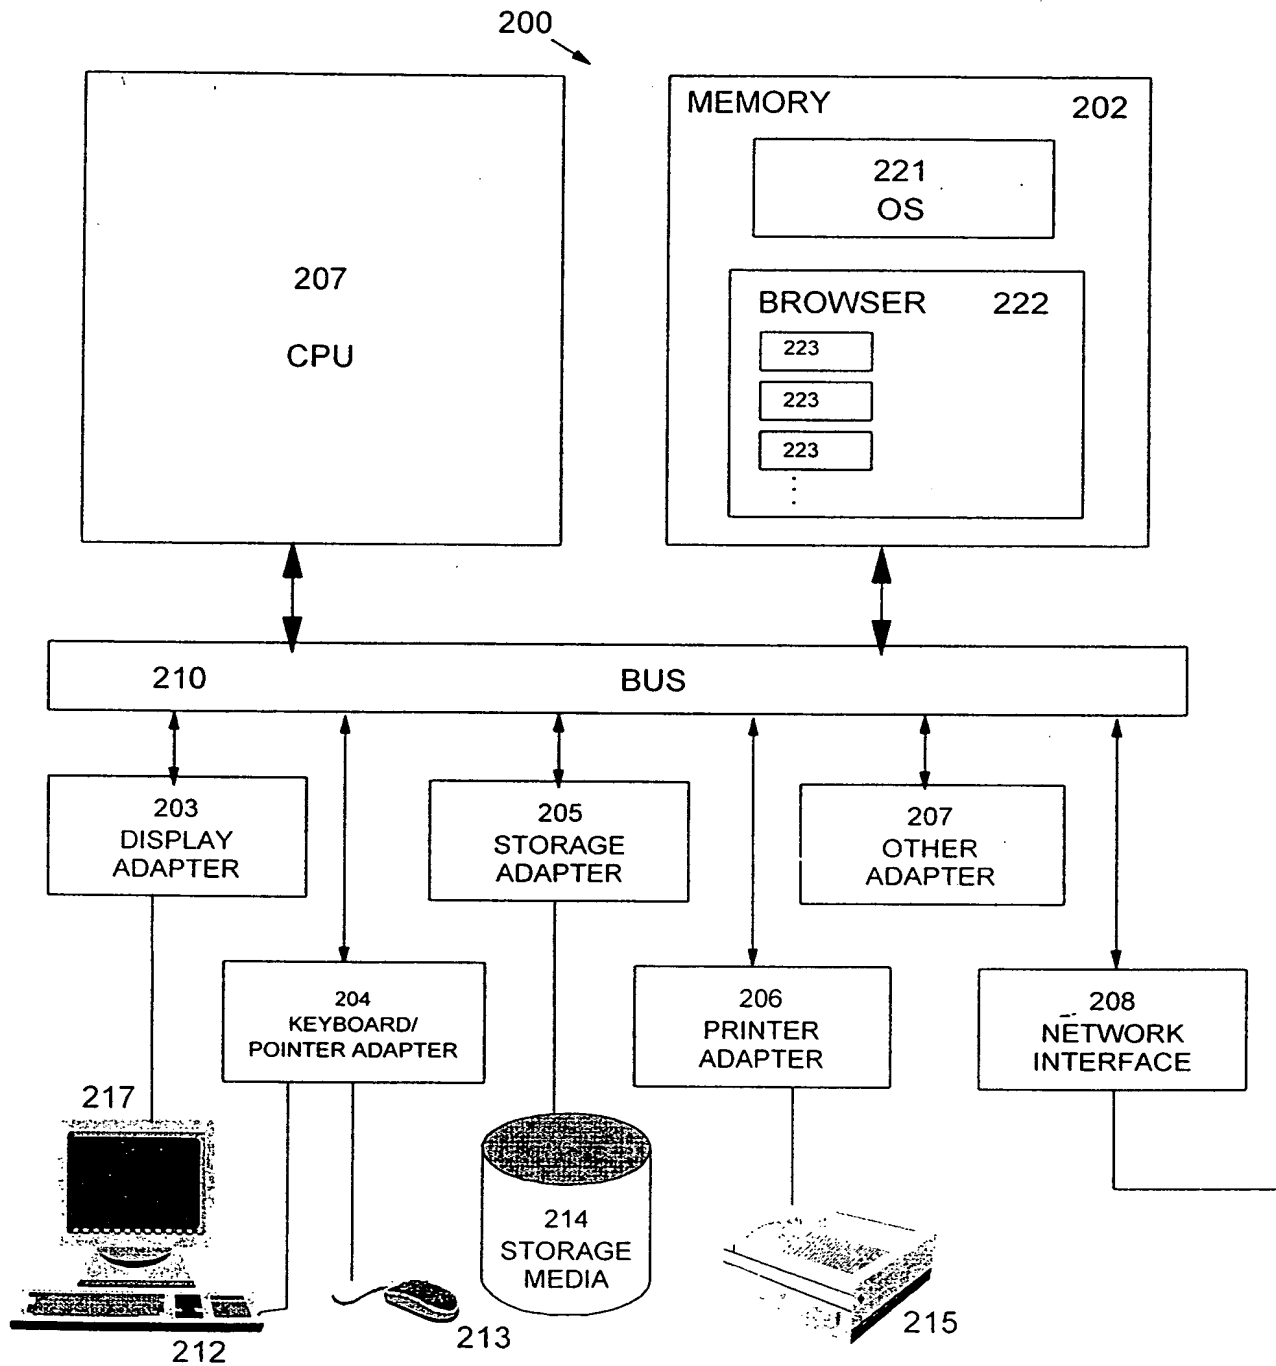 200
207
CPU
MEMORY 202
221
OS
BROWSER 222
223
223
223
210 BUS
203
DISPLAY
ADAPTER
205
STORAGE
ADAPTER
207
OTHER
ADAPTER
204
KEYBOARD/
POINTER ADAPTER
206
PRINTER
ADAPTER
208
NETWORK
INTERFACE
217
212
213
214
STORAGE
MEDIA
215